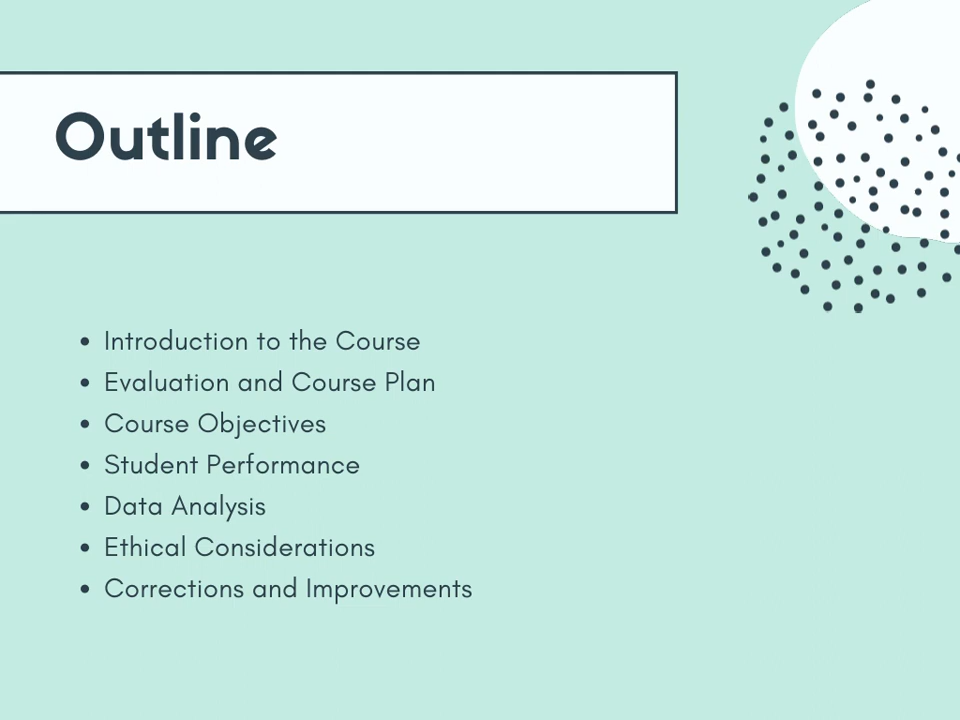 Outline
• Introduction to the Course
• Evaluation and Course Plan
• Course Objectives
• Student Performance
• Data Analysis
• Ethical Considerations
• Corrections and Improvements